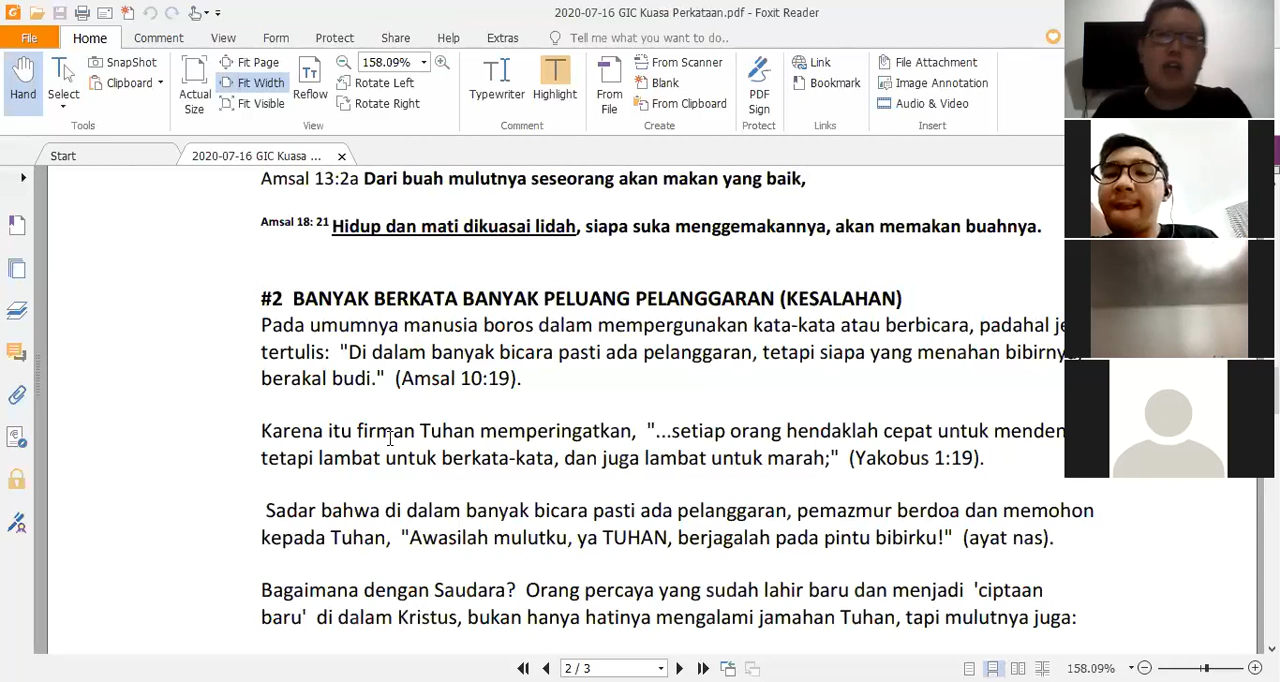 2020-07-16 GIC Kuasa Perkataan.pdf - Foxit Reader
File Home Comment View Form Protect Share Help Extras Tell me what you want to do..
Hand
Select
SnapShot
Clipboard
Tools
Actual Size
Fit Page
Fit Width
Fit Visible
Reflow
158.09%
Rotate Left
Rotate Right
View
Typewriter
Highlight
Comment
From File
From Scanner
Blank
From Clipboard
Create
PDF Sign
Protect
Link
Bookmark
Links
File Attachment
Image Annotation
Audio & Video
Insert
Start
2020-07-16 GIC Kuasa ...
Amsal 13:2a Dari buah mulutnya seseorang akan makan yang baik,
Amsal 18: 21 Hidup dan mati dikuasai lidah, siapa suka menggemakannya, akan memakan buahnya.
#2 BANYAK BERKATA BANYAK PELUANG PELANGGARAN (KESALAHAN)
Pada umumnya manusia boros dalam mempergunakan kata-kata atau berbicara, padahal
tertulis: "Di dalam banyak bicara pasti ada pelanggaran, tetapi siapa yang menahan bibirnya,
berakal budi." (Amsal 10:19).
Karena itu firman Tuhan memperingatkan, "...setiap orang hendaklah cepat untuk menden
tetapi lambat untuk berkata-kata, dan juga lambat untuk marah;" (Yakobus 1:19).
Sadar bahwa di dalam banyak bicara pasti ada pelanggaran, pemazmur berdoa dan memohon
kepada Tuhan, "Awasilah mulutku, ya TUHAN, berjagalah pada pintu bibirku!" (ayat nas).
Bagaimana dengan Saudara? Orang percaya yang sudah lahir baru dan menjadi 'ciptaan
baru' di dalam Kristus, bukan hanya hatinya mengalami jamahan Tuhan, tapi mulutnya juga:
2 / 3
158.09%